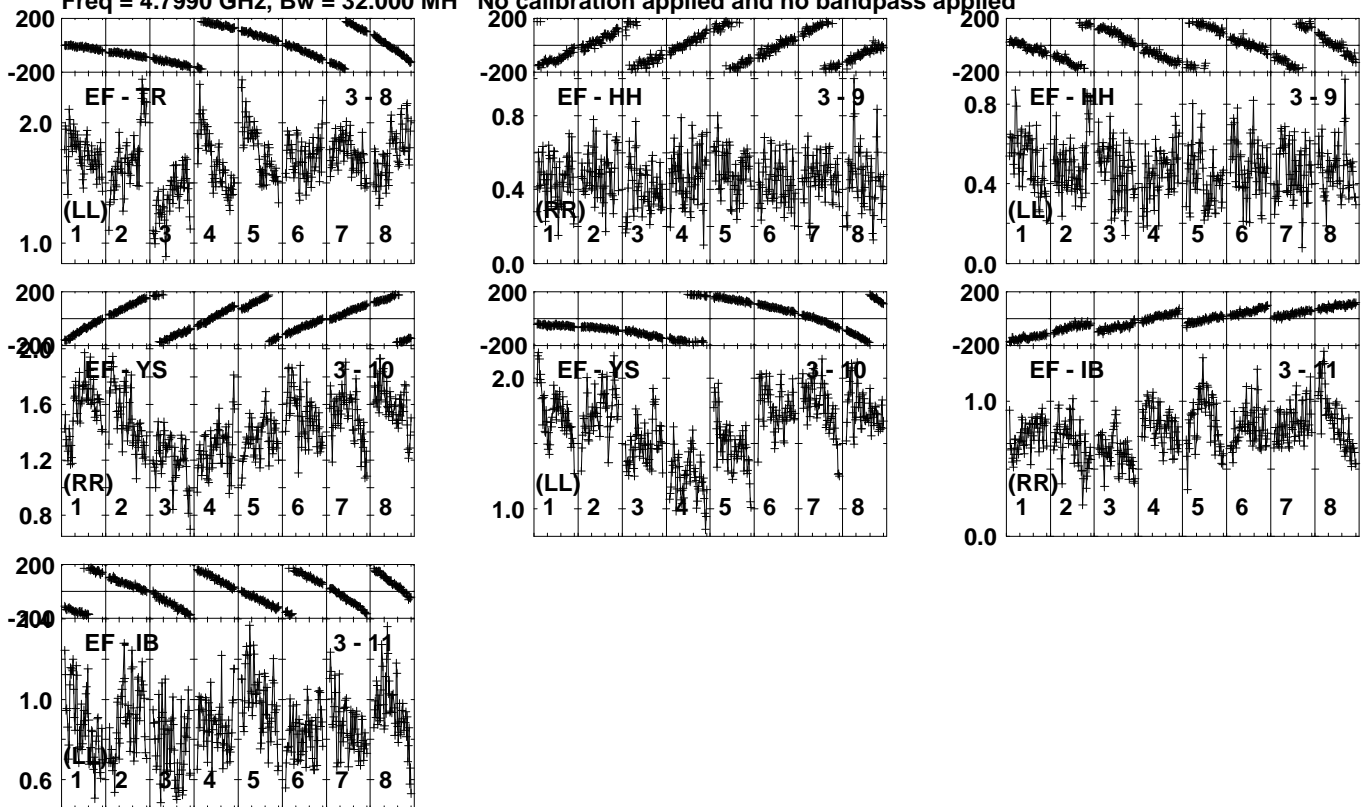 Freq = 4.7990 GHz, Bw = 32.000 MH No calibration applied and no bandpass applied
200
-200
EF - TR 3 - 8
2.0
(LL)
1 2 3 4 5 6 7 8
1.0
200
-200
EF - HH 3 - 9
0.8
0.4
(RR)
1 2 3 4 5 6 7 8
0.0
200
-200
EF - HH 3 - 9
0.8
0.4
(LL)
1 2 3 4 5 6 7 8
0.0
200
-200
2.0
EF - YS 3 - 10
1.6
1.2
(RR)
1 2 3 4 5 6 7 8
0.8
200
-200
EF - YS 3 - 10
2.0
(LL)
1 2 3 4 5 6 7 8
1.0
200
-200
EF - IB 3 - 11
1.0
(RR)
1 2 3 4 5 6 7 8
0.0
200
-200
1.4
EF - IB 3 - 11
1.0
(LL)
0.6
1 2 3 4 5 6 7 8